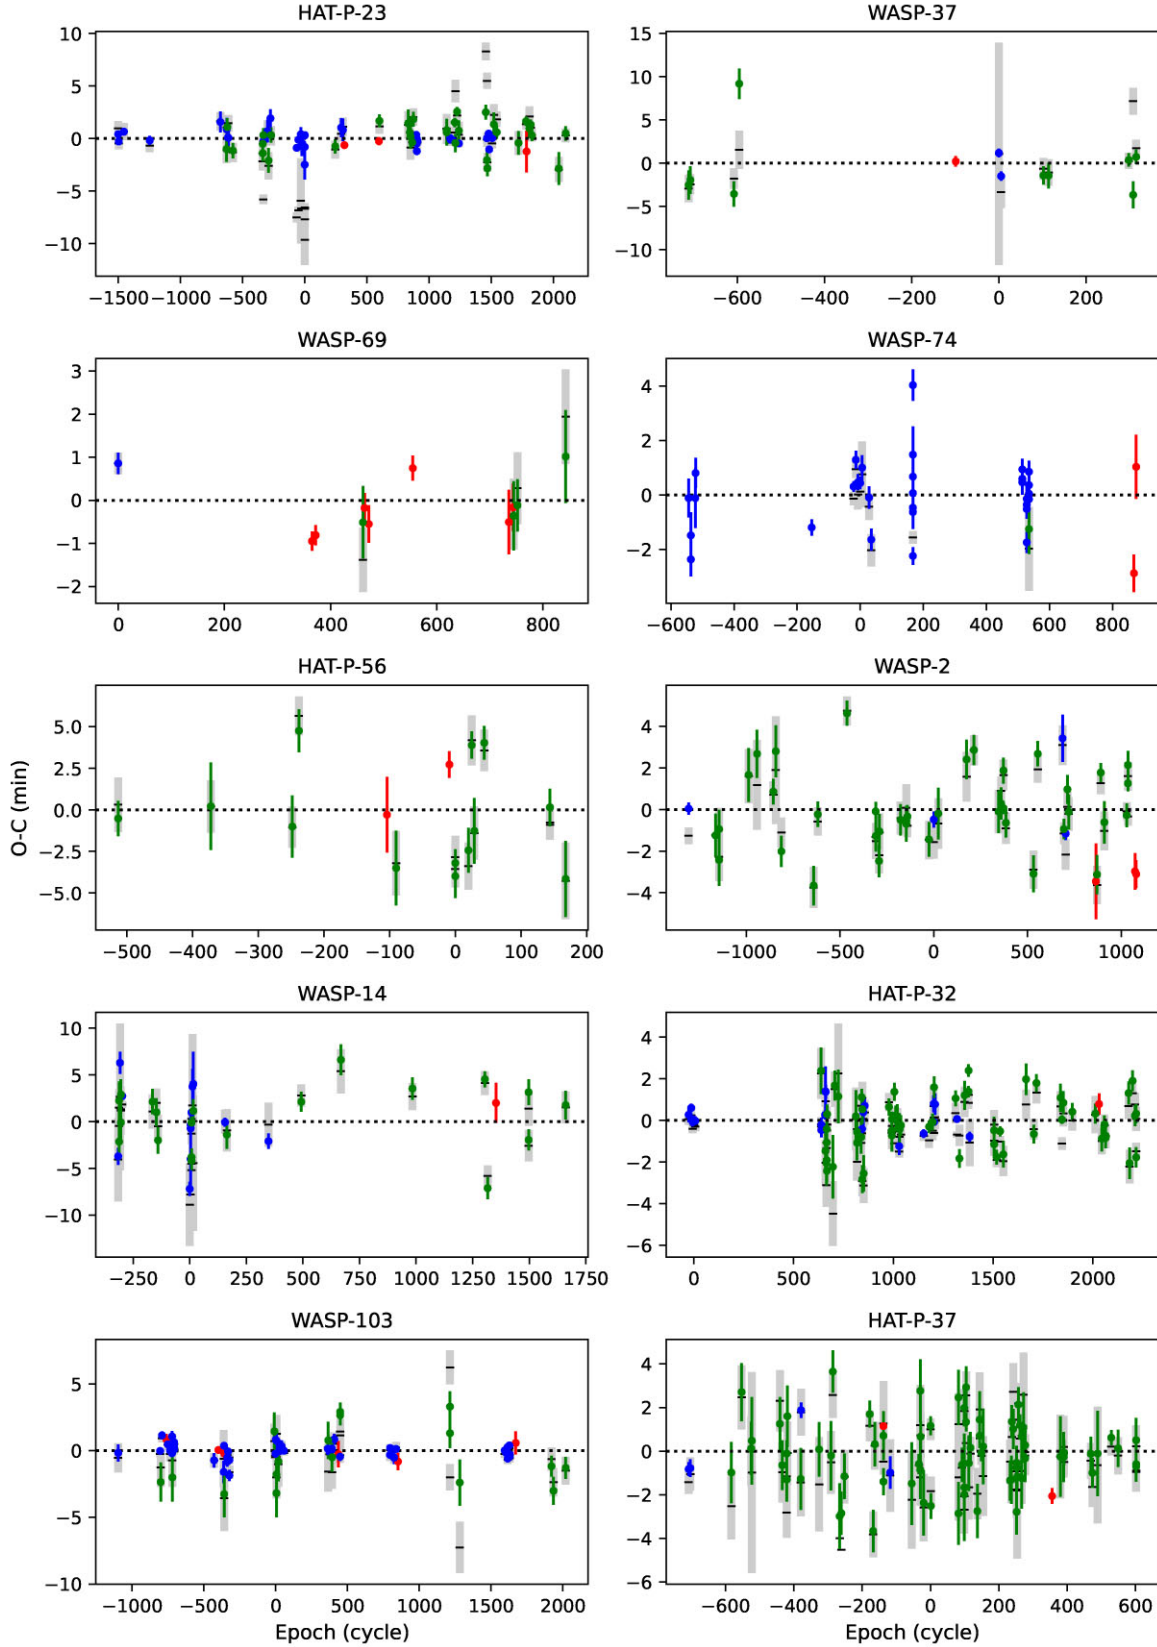 HAT-P-23
WASP-37
10
5
0
−5
−10
−1500 −1000 −500 0 500 1000 1500 2000
15
10
5
0
−5
−10
−600 −400 −200 0 200
WASP-69
WASP-74
3
2
1
0
−1
−2
0 200 400 600 800
4
2
0
−2
−600 −400 −200 0 200 400 600 800
HAT-P-56
WASP-2
O-C (min)
5.0
2.5
0.0
−2.5
−5.0
−500 −400 −300 −200 −100 0 100 200
4
2
0
−2
−4
−1000 −500 0 500 1000
WASP-14
HAT-P-32
10
5
0
−5
−10
−250 0 250 500 750 1000 1250 1500 1750
4
2
0
−2
−4
−6
0 500 1000 1500 2000
WASP-103
HAT-P-37
5
0
−5
−10
−1000 −500 0 500 1000 1500 2000
Epoch (cycle)
4
2
0
−2
−4
−6
−600 −400 −200 0 200 400 600
Epoch (cycle)